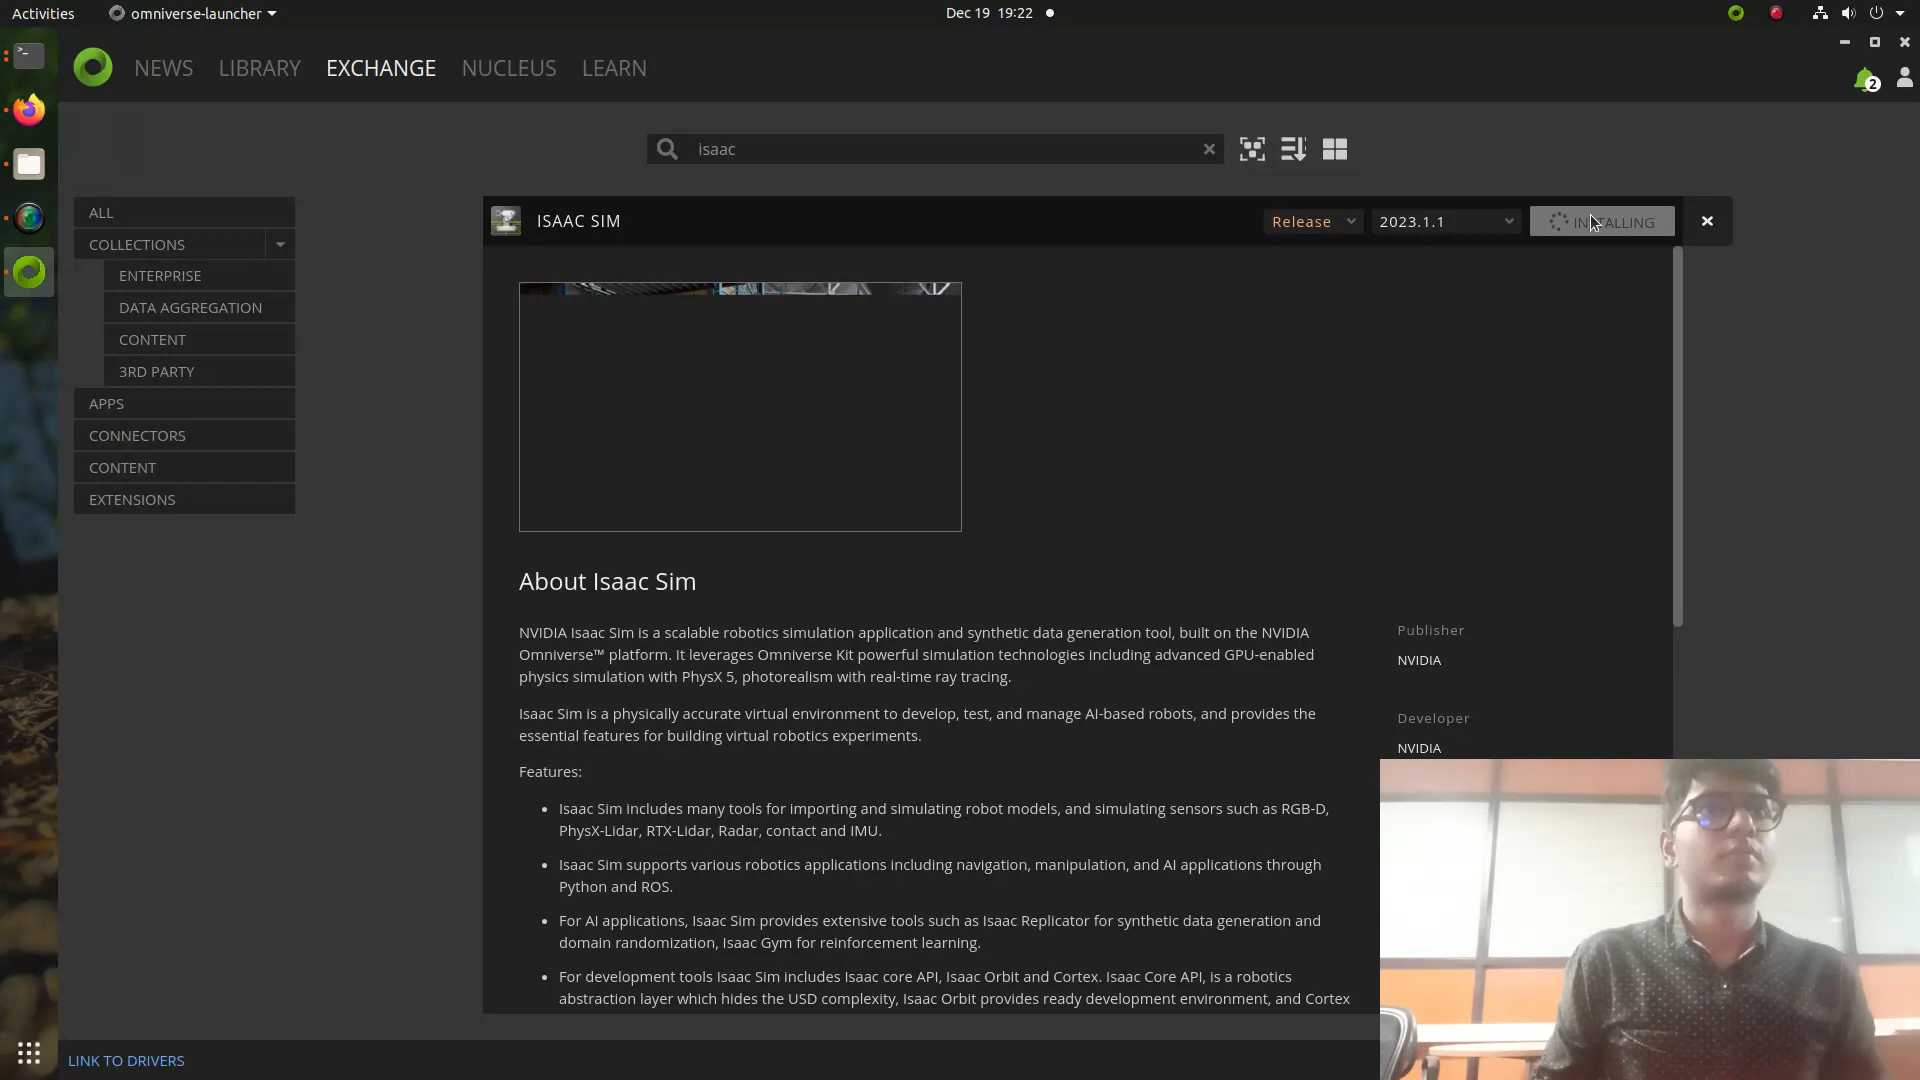 Activities
omniverse-launcher
Dec 19 19:22
NEWS
LIBRARY
EXCHANGE
NUCLEUS
LEARN
2
isaac
ALL
COLLECTIONS
ENTERPRISE
DATA AGGREGATION
CONTENT
3RD PARTY
APPS
CONNECTORS
CONTENT
EXTENSIONS
ISAAC SIM
Release
2023.1.1
INSTALLING
About Isaac Sim
NVIDIA Isaac Sim is a scalable robotics simulation application and synthetic data generation tool, built on the NVIDIA
Omniverse™ platform. It leverages Omniverse Kit powerful simulation technologies including advanced GPU-enabled
physics simulation with PhysX 5, photorealism with real-time ray tracing.
Isaac Sim is a physically accurate virtual environment to develop, test, and manage AI-based robots, and provides the
essential features for building virtual robotics experiments.
Features:
Isaac Sim includes many tools for importing and simulating robot models, and simulating sensors such as RGB-D,
PhysX-Lidar, RTX-Lidar, Radar, contact and IMU.
Isaac Sim supports various robotics applications including navigation, manipulation, and AI applications through
Python and ROS.
For AI applications, Isaac Sim provides extensive tools such as Isaac Replicator for synthetic data generation and
domain randomization, Isaac Gym for reinforcement learning.
For development tools Isaac Sim includes Isaac core API, Isaac Orbit and Cortex. Isaac Core API, is a robotics
abstraction layer which hides the USD complexity, Isaac Orbit provides ready development environment, and Cortex
Publisher
NVIDIA
Developer
NVIDIA
LINK TO DRIVERS